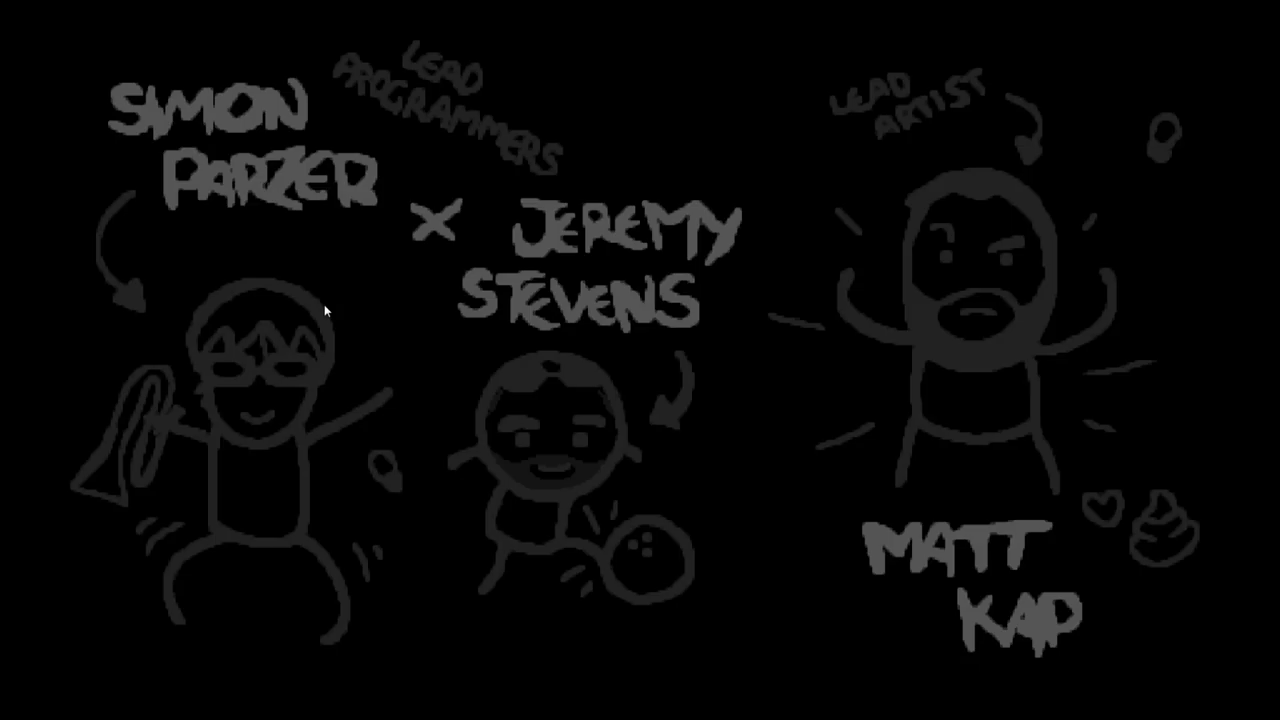 LEAD
PROGRAMMERS
SIMON
PARZER
X JEREMY
STEVENS
LEAD
ARTIST
MATT
KAP